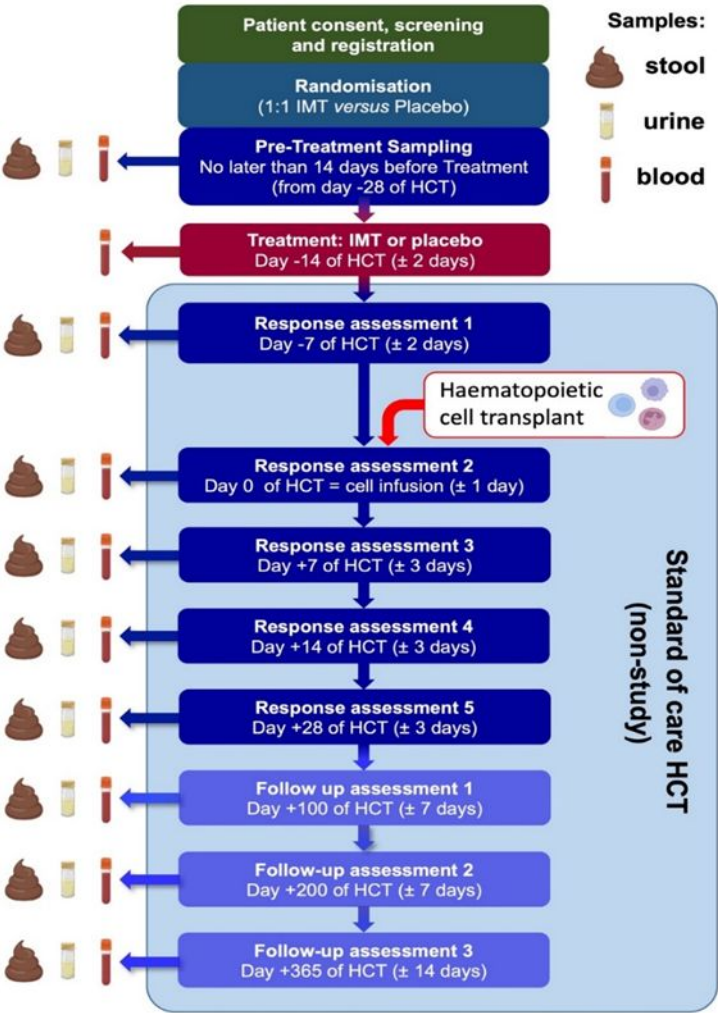 Patient consent, screening
and registration
Samples:
stool
urine
blood
Randomisation
(1:1 IMT versus Placebo)
Pre-Treatment Sampling
No later than 14 days before Treatment
(from day -28 of HCT)
Treatment: IMT or placebo
Day -14 of HCT (± 2 days)
Response assessment 1
Day -7 of HCT (± 2 days)
Haematopoietic
cell transplant
Response assessment 2
Day 0 of HCT = cell infusion (± 1 day)
Response assessment 3
Day +7 of HCT (± 3 days)
Response assessment 4
Day +14 of HCT (± 3 days)
Response assessment 5
Day +28 of HCT (± 3 days)
Follow up assessment 1
Day +100 of HCT (± 7 days)
Follow-up assessment 2
Day +200 of HCT (± 7 days)
Follow-up assessment 3
Day +365 of HCT (± 14 days)
Standard of care HCT
(non-study)